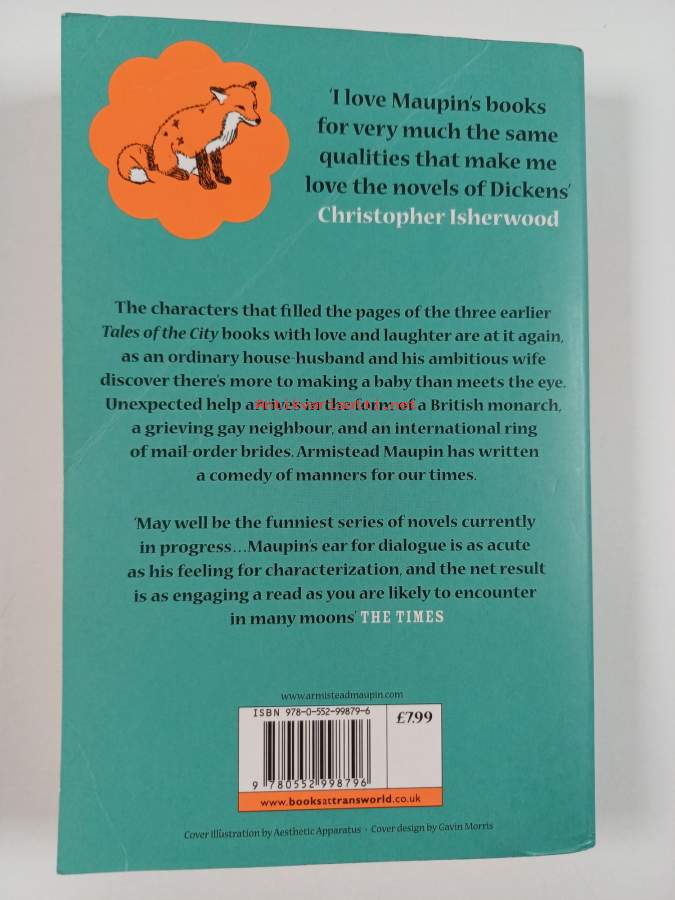 'I love Maupin's books
for very much the same
qualities that make me
love the novels of Dickens'
Christopher Isherwood
The characters that filled the pages of the three earlier
Tales of the City books with love and laughter are at it again,
as an ordinary house-husband and his ambitious wife
discover there's more to making a baby than meets the eye.
Unexpected help arrives in the form of a British monarch,
a grieving gay neighbour, and an international ring
of mail-order brides. Armistead Maupin has written
a comedy of manners for our times.
'May well be the funniest series of novels currently
in progress...Maupin's ear for dialogue is as acute
as his feeling for characterization, and the net result
is as engaging a read as you are likely to encounter
in many moons' THE TIMES
www.armisteadmaupin.com
ISBN 978-0-552-99879-6
£7.99
9 780552 998796
www.booksattransworld.co.uk
Cover illustration by Aesthetic Apparatus · Cover design by Gavin Morris